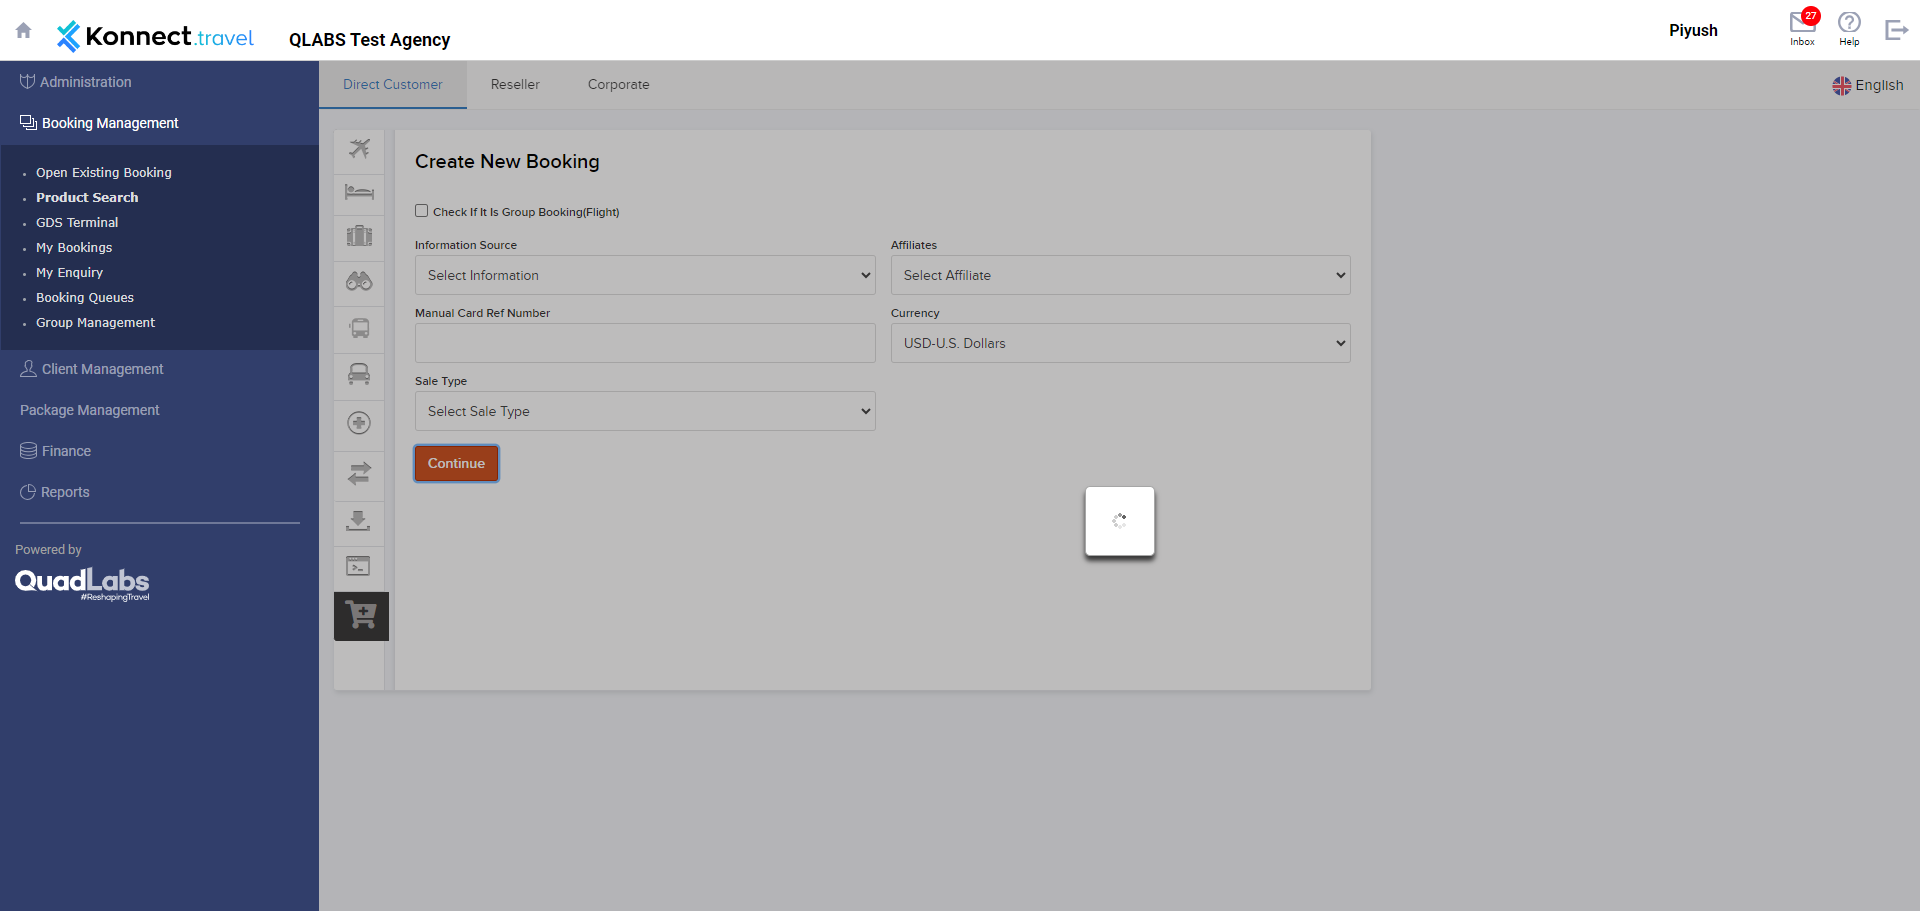 Konnect.travel
QLABS Test Agency
Piyush
27
Inbox
Help
Administration
Booking Management
Open Existing Booking
Product Search
GDS Terminal
My Bookings
My Enquiry
Booking Queues
Group Management
Client Management
Package Management
Finance
Reports
Powered by
QuadLabs
#ReshapingTravel
Direct Customer
Reseller
Corporate
English
Create New Booking
Check If It Is Group Booking(Flight)
Information Source
Affiliates
Select Information
Select Affiliate
Manual Card Ref Number
Currency
USD-U.S. Dollars
Sale Type
Select Sale Type
Continue